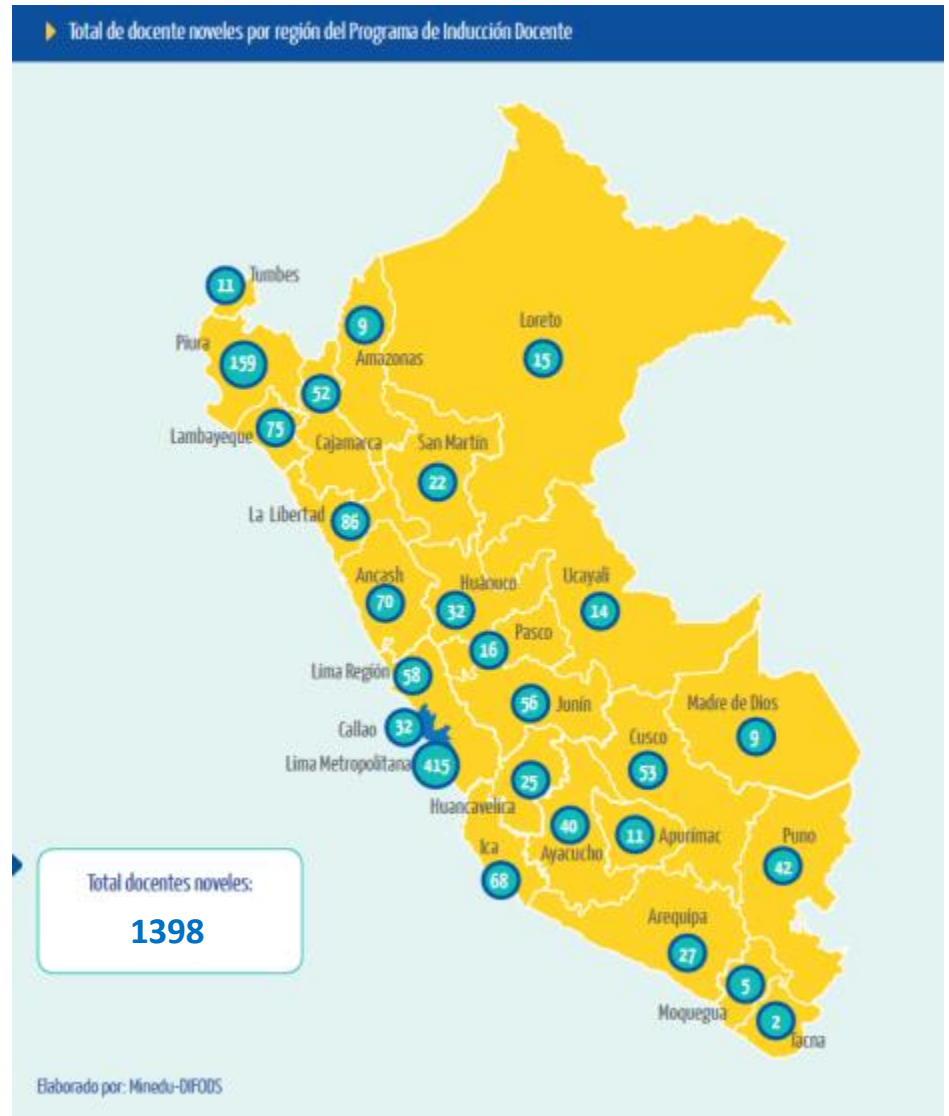 Total de docente noveles por región del Programa de Inducción Docente
Tumbes
11
9
Amazonas
Loreto
15
Piura
159
52
Lambayeque
75
Cajamarca
San Martín
22
La Libertad
86
Ancash
70
Huánuco
32
Ucayali
14
Pasco
16
Lima Región
58
56
Junín
Madre de Dios
9
Callao
32
Cusco
53
Lima Metropolitana
415
25
Huancavelica
40
Ayacucho
11
Apurímac
Puno
42
Ica
68
Total docentes noveles:
1398
Arequipa
27
5
Moquegua
2
Tacna
Elaborado por: Minedu-DIFODS